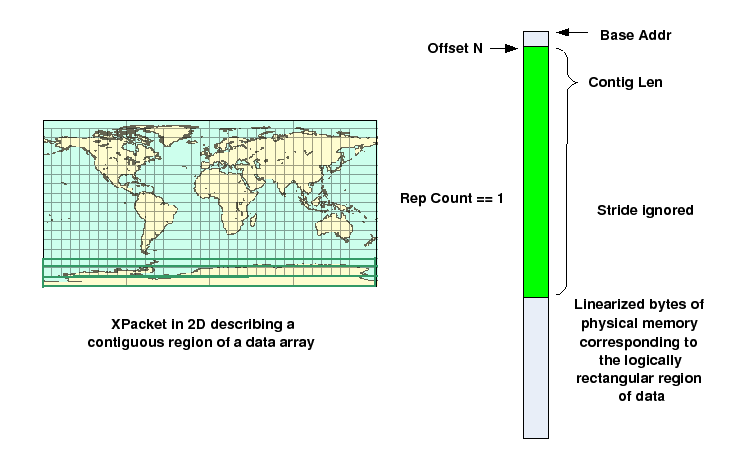 Base Addr
Offset N
Contig Len
Rep Count == 1
Stride ignored
XPacket in 2D describing a
contiguous region of a data array
Linearized bytes of
physical memory
corresponding to
the logically
rectangular region
of data